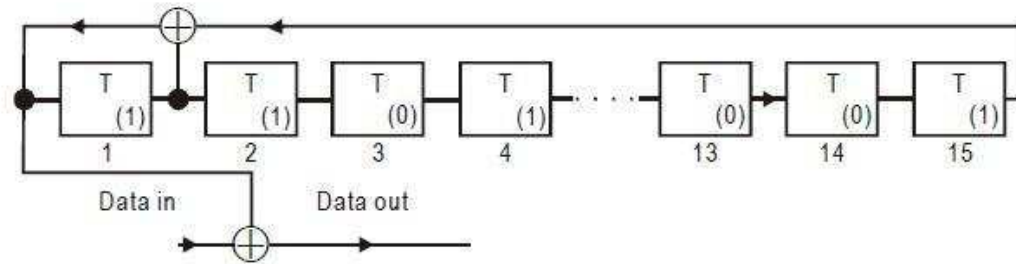 T T T T T T T
(1) (1) (0) (1) . . . . (0) (0) (1)
1 2 3 4 13 14 15
Data in Data out